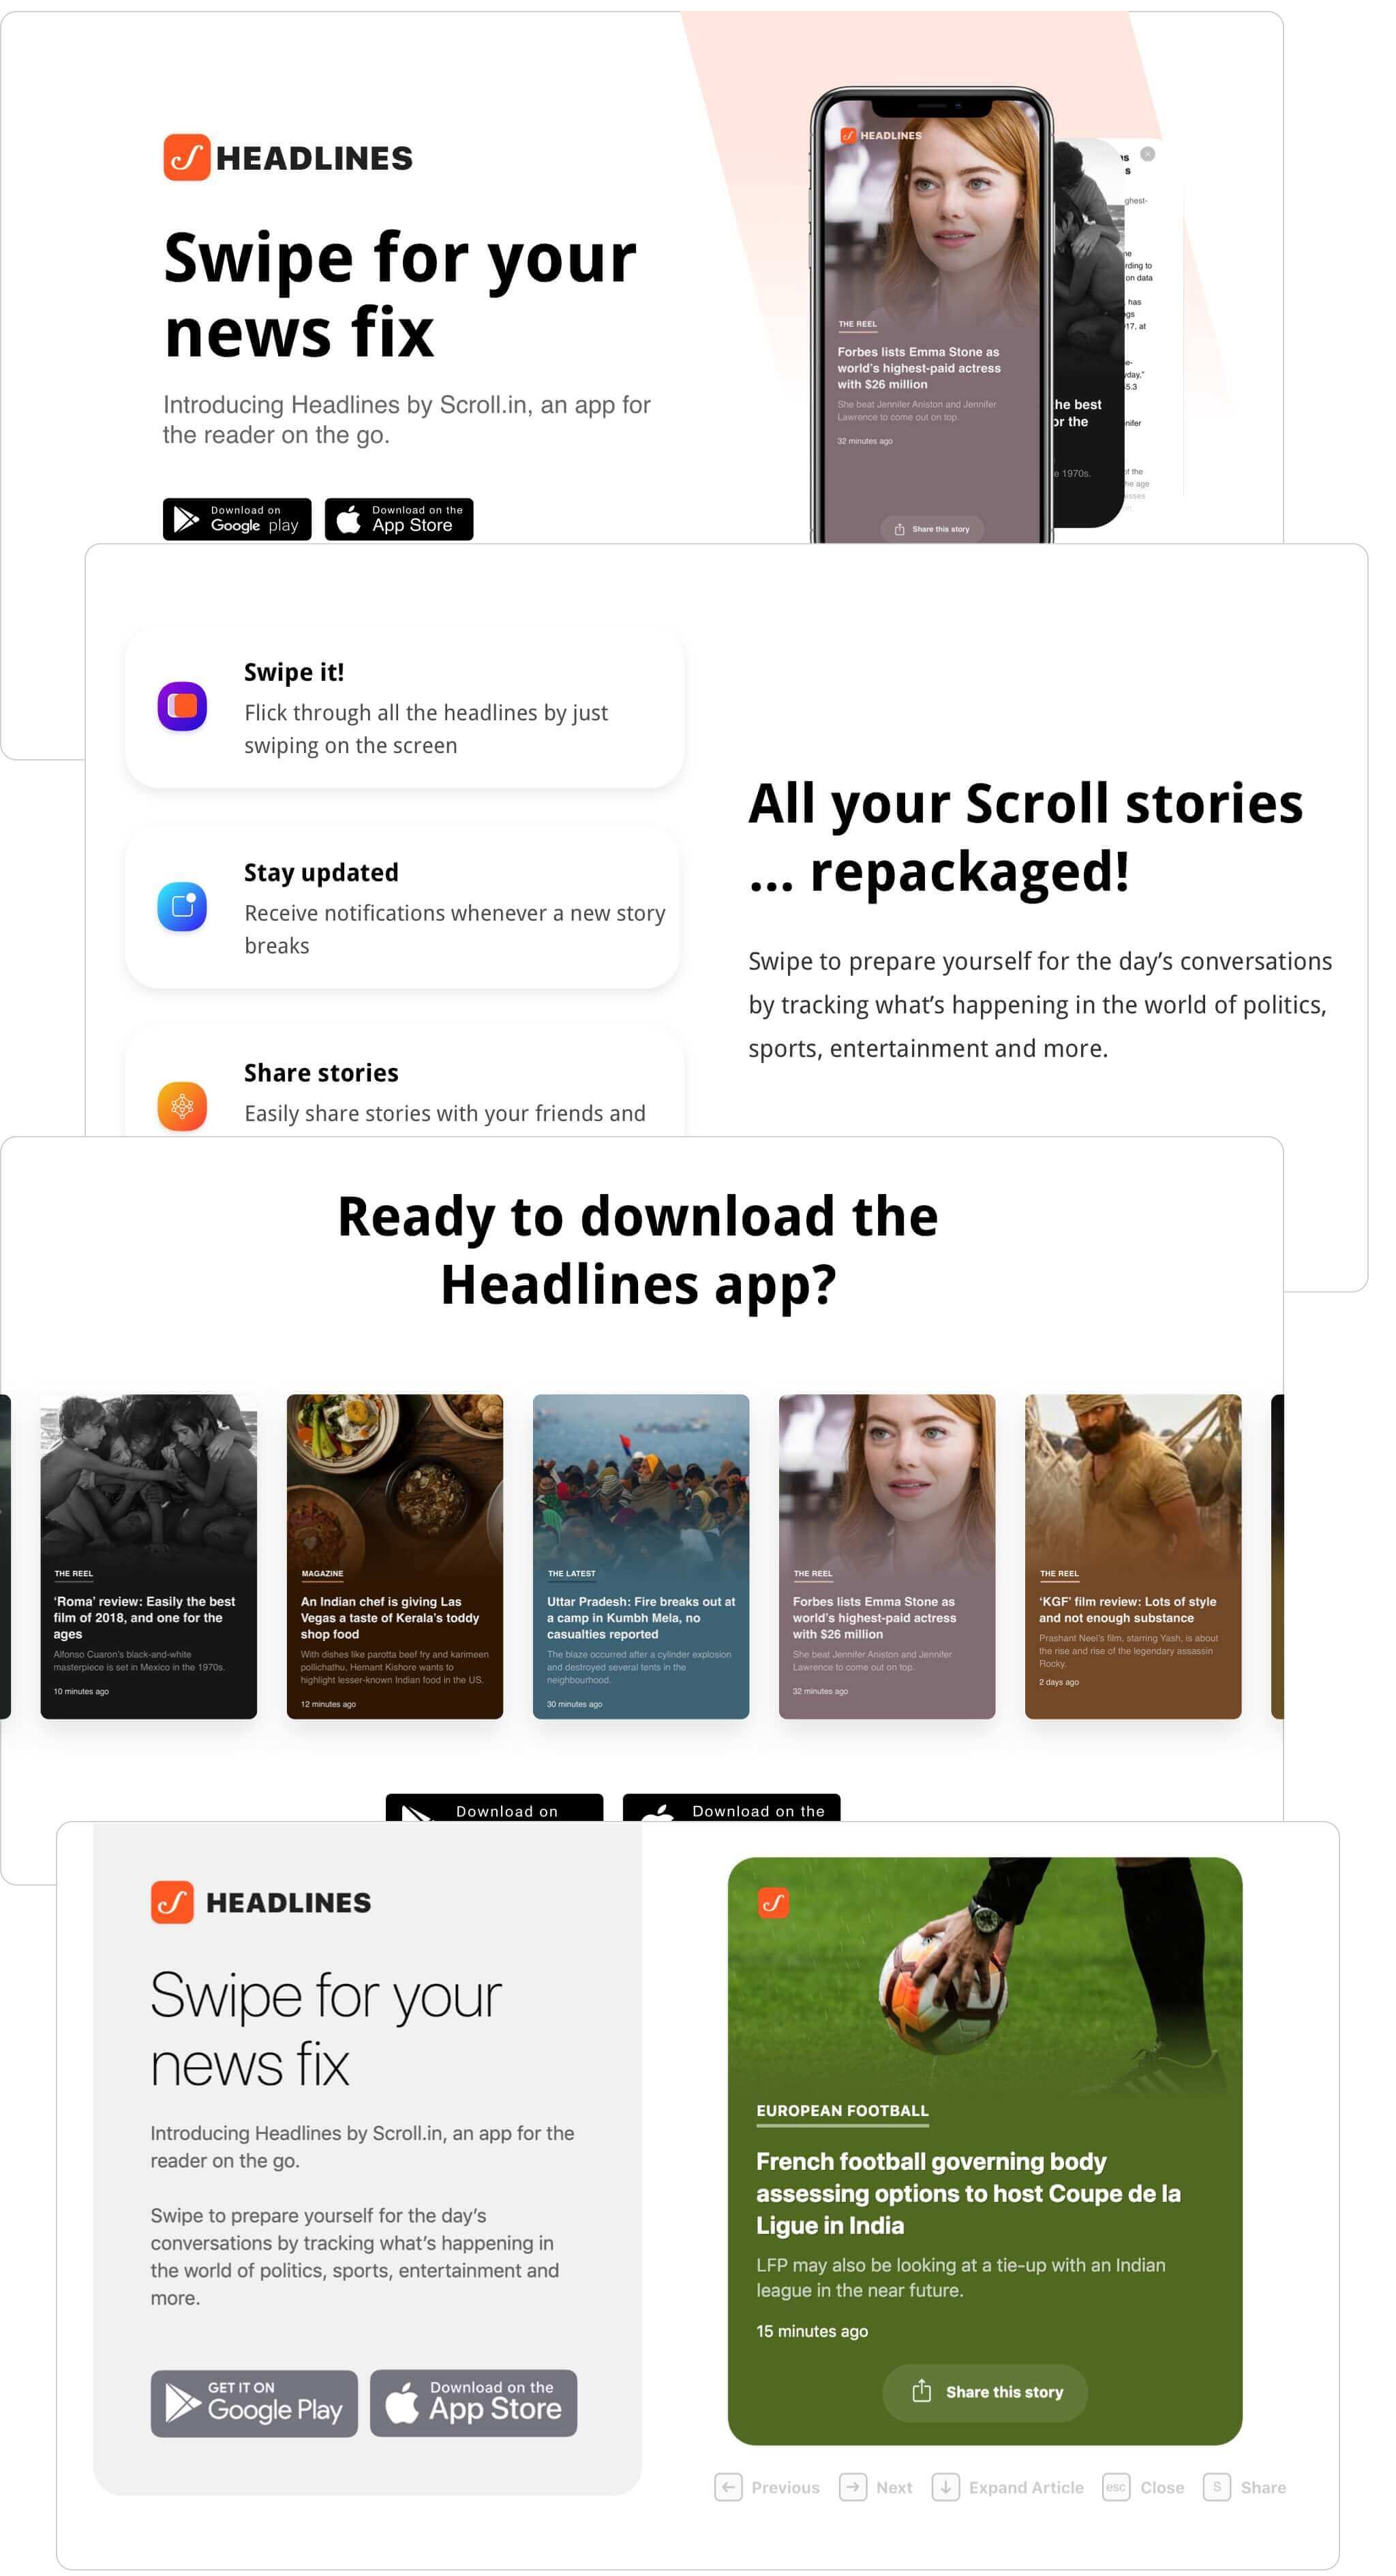 HEADLINES
Swipe for your
news fix
Introducing Headlines by Scroll.in, an app for
the reader on the go.
Download on
Google play
Download on the
App Store
HEADLINES
THE REEL
Forbes lists Emma Stone as
world's highest-paid actress
with $26 million
She beat Jennifer Aniston and Jennifer
Lawrence to come out on top.
32 minutes ago
Share this story
he best
or the
e 1970s.
ghest-
rding to
on data
has
17, at
yday,"
nifer
of the
he age
Swipe it!
Flick through all the headlines by just
swiping on the screen
Stay updated
Receive notifications whenever a new story
breaks
Share stories
Easily share stories with your friends and
All your Scroll stories
... repackaged!
Swipe to prepare yourself for the day's conversations
by tracking what's happening in the world of politics,
sports, entertainment and more.
Ready to download the
Headlines app?
THE REEL
'Roma' review: Easily the best
film of 2018, and one for the
ages
Alfonso Cuaron's black-and-white
masterpiece is set in Mexico in the 1970s.
10 minutes ago
MAGAZINE
An Indian chef is giving Las
Vegas a taste of Kerala's toddy
shop food
With dishes like parotta beef fry and karimeen
pollichathu, Hemant Kishore wants to
highlight lesser-known Indian food in the US.
12 minutes ago
THE LATEST
Uttar Pradesh: Fire breaks out at
a camp in Kumbh Mela, no
casualties reported
The blaze occurred after a cylinder explosion
and destroyed several tents in the
neighbourhood.
30 minutes ago
THE REEL
Forbes lists Emma Stone as
world's highest-paid actress
with $26 million
She beat Jennifer Aniston and Jennifer
Lawrence to come out on top.
32 minutes ago
THE REEL
'KGF' film review: Lots of style
and not enough substance
Prashant Neel's film, starring Yash, is about
the rise and rise of the legendary assassin
Rocky.
2 days ago
Download on
Download on the
HEADLINES
Swipe for your
news fix
Introducing Headlines by Scroll.in, an app for the
reader on the go.
Swipe to prepare yourself for the day's
conversations by tracking what's happening in
the world of politics, sports, entertainment and
more.
GET IT ON
Google Play
Download on the
App Store
EUROPEAN FOOTBALL
French football governing body
assessing options to host Coupe de la
Ligue in India
LFP may also be looking at a tie-up with an Indian
league in the near future.
15 minutes ago
Share this story
Previous Next Expand Article esc Close S Share